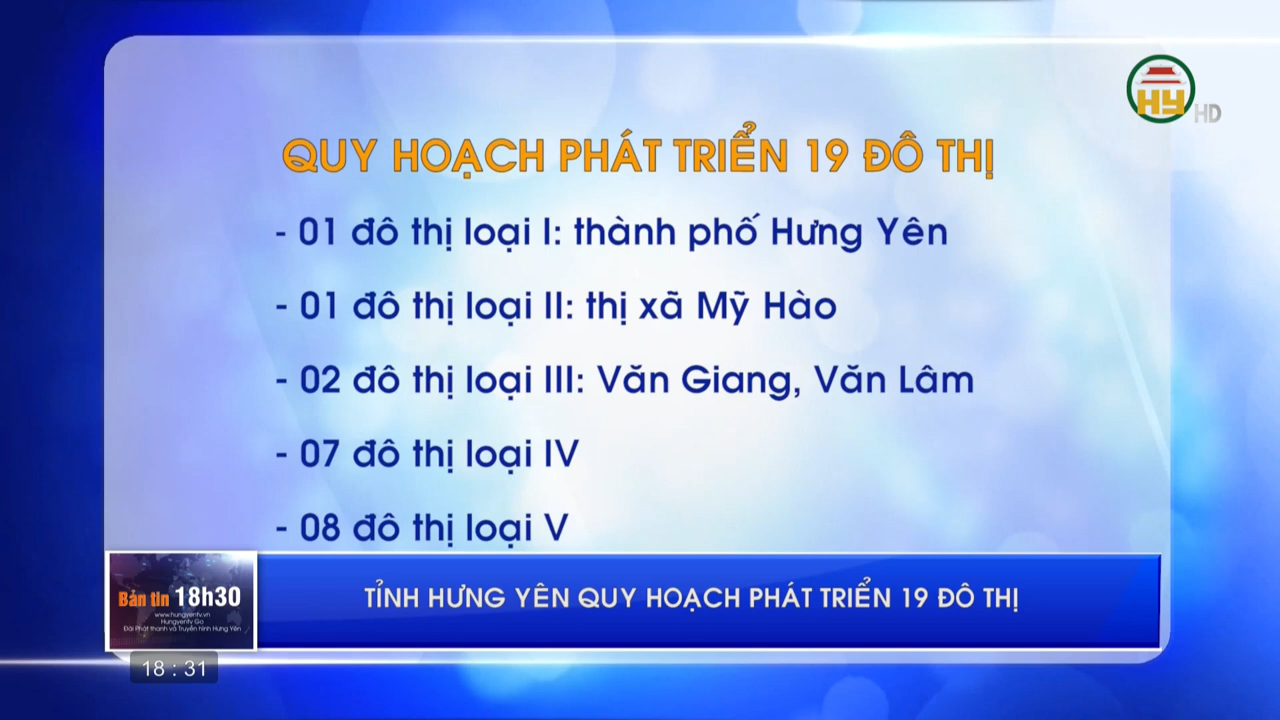 HY HD
QUY HOẠCH PHÁT TRIỂN 19 ĐÔ THỊ
- 01 đô thị loại I: thành phố Hưng Yên
- 01 đô thị loại II: thị xã Mỹ Hào
- 02 đô thị loại III: Văn Giang, Văn Lâm
- 07 đô thị loại IV
- 08 đô thị loại V
Bản tin 18h30
www.hungyentv.vn
Hungyentv Go
Đài Phát thanh và Truyền hình Hưng Yên
TỈNH HƯNG YÊN QUY HOẠCH PHÁT TRIỂN 19 ĐÔ THỊ
18 : 31